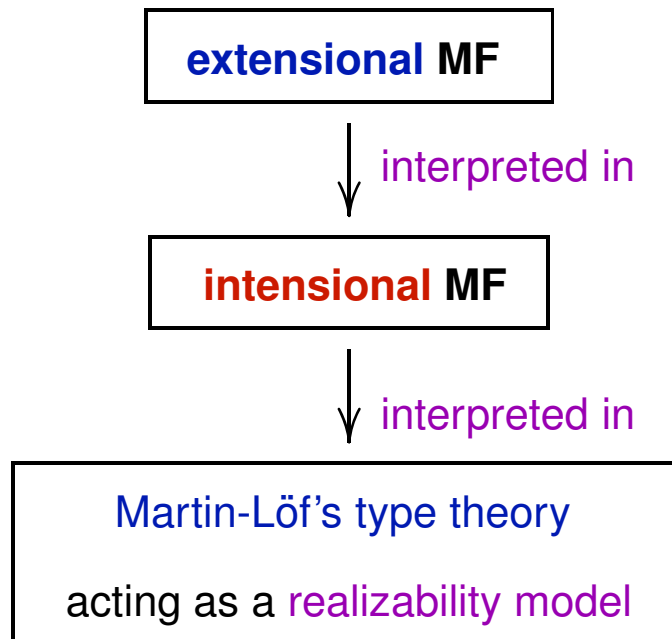 extensional MF
interpreted in
intensional MF
interpreted in
Martin-Löf's type theory
acting as a realizability model